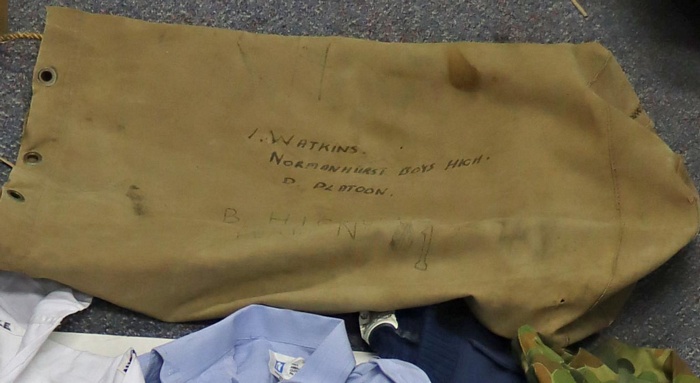 I. WATKINS.
NORMANHURST BOYS HIGH.
D PLATOON.